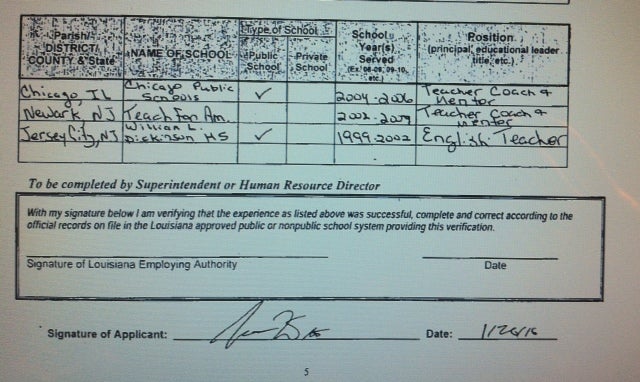 Parish/ DISTRICT/ COUNTY & State | NAME OF SCHOOL | Type of School | Public School | Private School | School Year(s) Served (Ex: 08-09, 09-10, etc.) | Position (principal, educational leader title, etc.)
Chicago, IL | Chicago Public Schools | ✓ | | 2004-2006 | Teacher Coach & Mentor
Newark, NJ | Teach For Am. | | | 2002-2004 | Teacher Coach & Mentor
Jersey City, NJ | William L. Dickinson HS | ✓ | | 1999-2002 | English Teacher
To be completed by Superintendent or Human Resource Director
With my signature below I am verifying that the experience as listed above was successful, complete and correct according to the
official records on file in the Louisiana approved public or nonpublic school system providing this verification.
Signature of Louisiana Employing Authority Date
Signature of Applicant: Date:
5